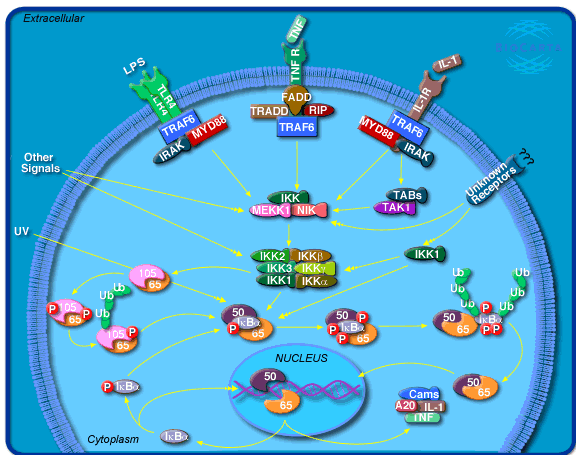 Extracellular
BIOCARTA
LPS
TLR4
LH4
TRAF6
IRAK
MYD88
TNF
TNF R
FADD
TRADD
RIP
TRAF6
IL-1
IL-1R
TRAF6
MYD88
IRAK
???
Unknown
Receptors
Other
Signals
UV
IKK
MEKK1
NIK
TABs
TAK1
IKK2
IKKβ
IKK3
IKKγ
IKK1
IKKα
IKK1
105
65
P
105
P
65
Ub
Ub
105
P
65
50
P
IκBα
P
65
50
P
IκBα
P
65
Ub
Ub
Ub
Ub
50
P
IκBα
65
P
P
50
65
NUCLEUS
50
65
P
IκBα
IκBα
Cams
A20
IL-1
TNF
Cytoplasm